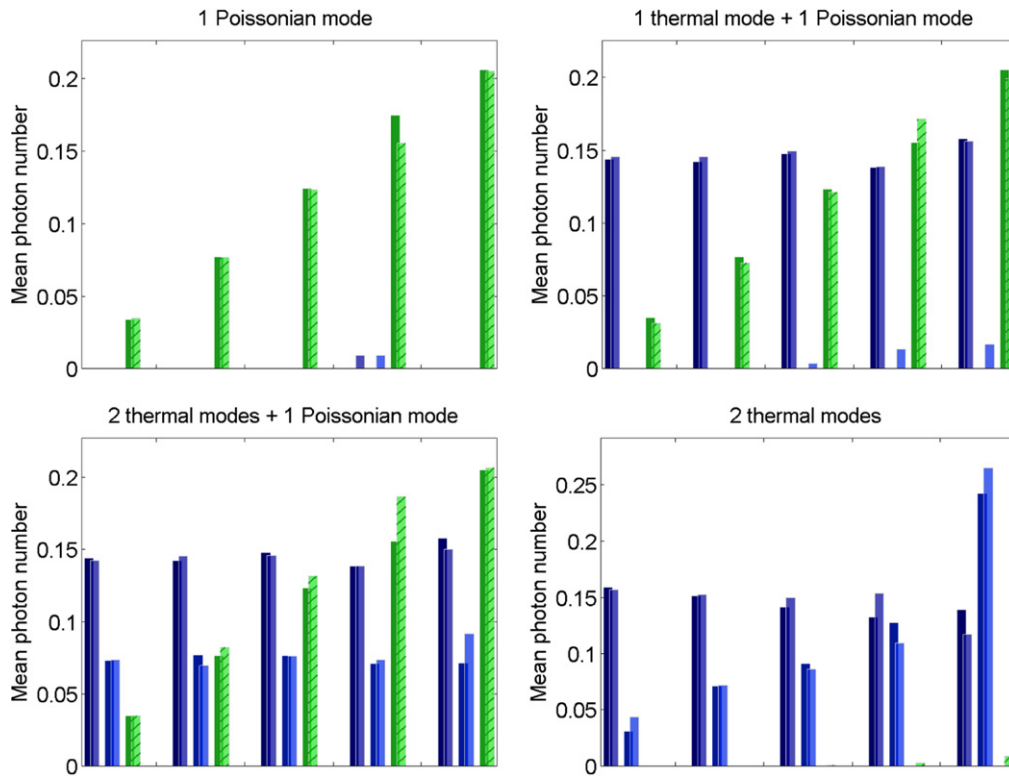 1 Poissonian mode
Mean photon number
0.2
0.15
0.1
0.05
0
1 thermal mode + 1 Poissonian mode
Mean photon number
0.2
0.15
0.1
0.05
0
2 thermal modes + 1 Poissonian mode
Mean photon number
0.2
0.15
0.1
0.05
0
2 thermal modes
Mean photon number
0.25
0.2
0.15
0.1
0.05
0